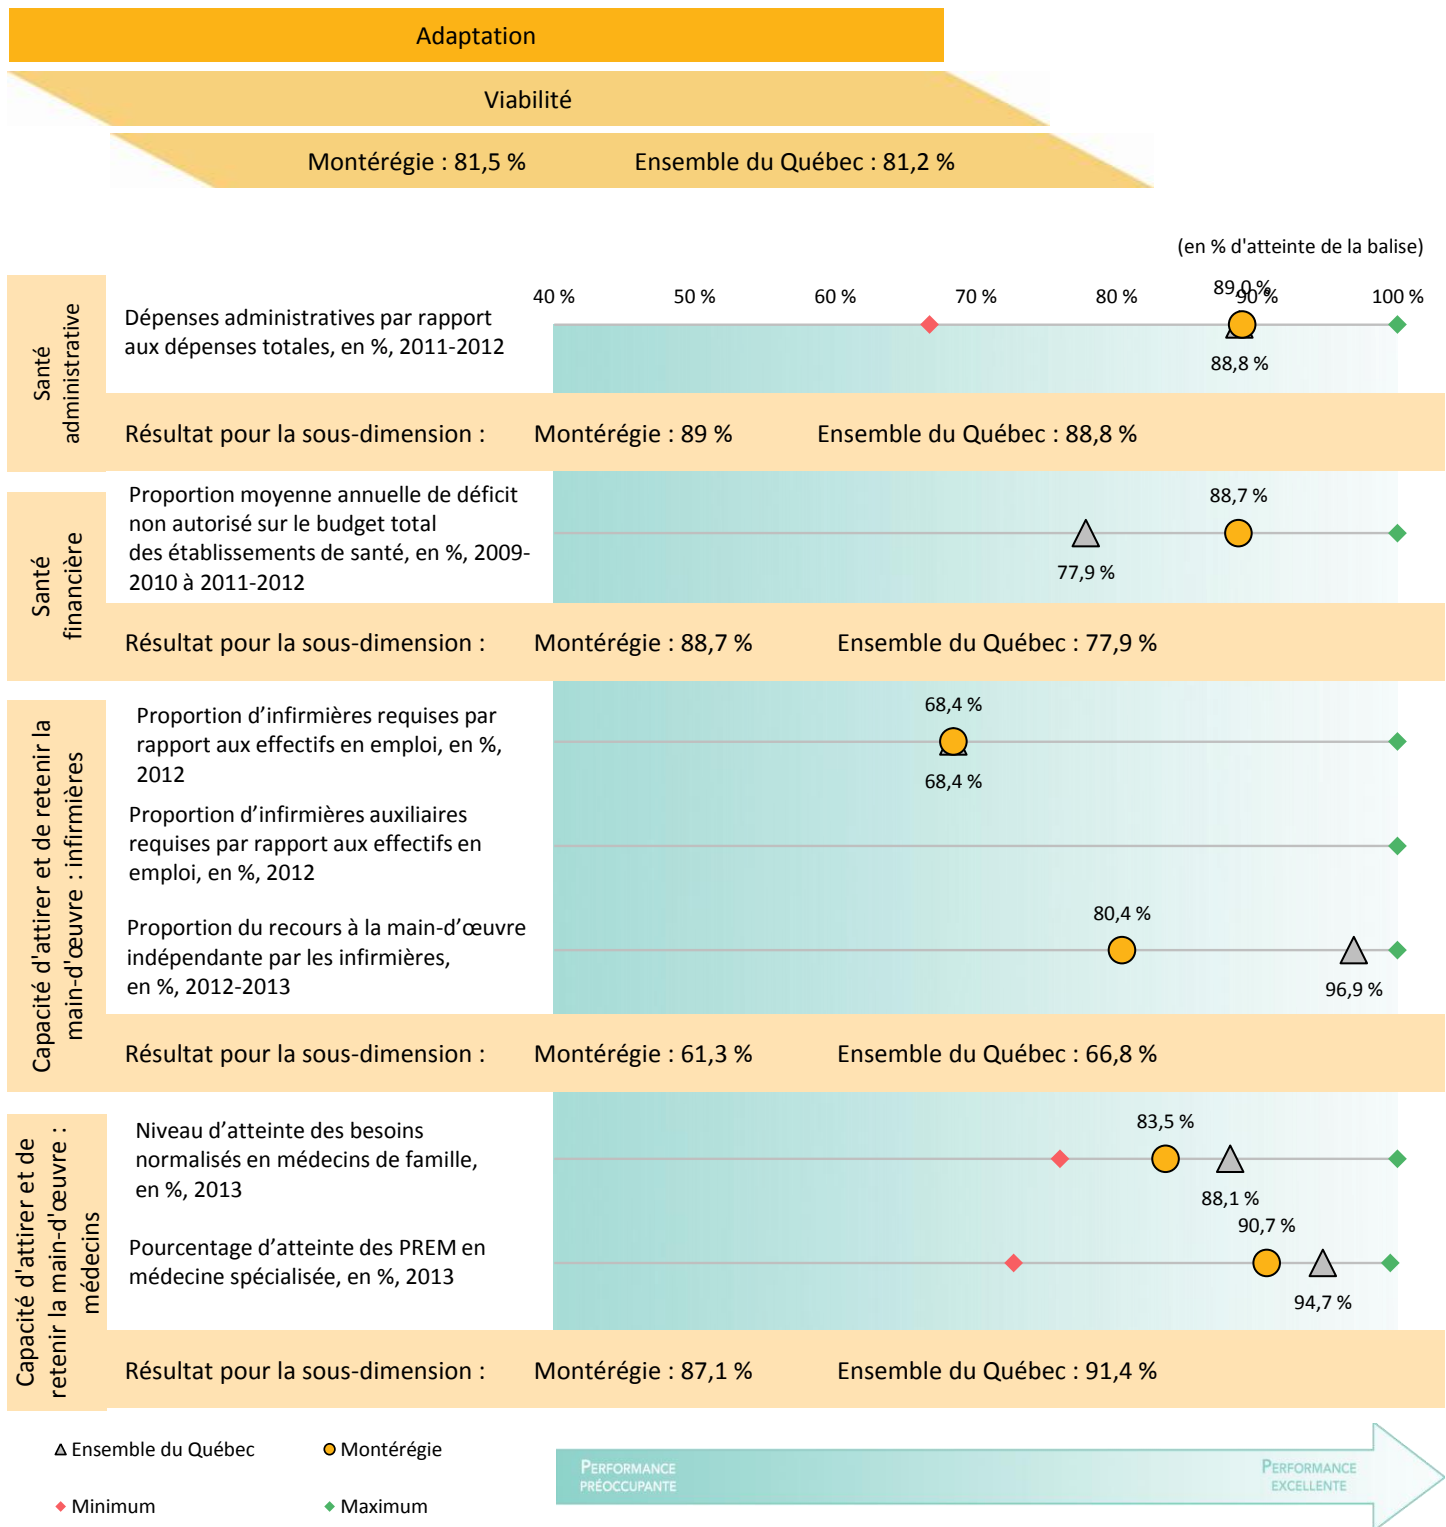 Adaptation
Viabilité
Montérégie : 81,5 % Ensemble du Québec : 81,2 %
(en % d'atteinte de la balise)
40 % 50 % 60 % 70 % 80 % 90 % 100 %
Santé
administrative
Dépenses administratives par rapport
aux dépenses totales, en %, 2011-2012
89,0 %
88,8 %
Résultat pour la sous-dimension : Montérégie : 89 % Ensemble du Québec : 88,8 %
Santé
financière
Proportion moyenne annuelle de déficit
non autorisé sur le budget total
des établissements de santé, en %, 2009-
2010 à 2011-2012
88,7 %
77,9 %
Résultat pour la sous-dimension : Montérégie : 88,7 % Ensemble du Québec : 77,9 %
Capacité d'attirer et de retenir la
main-d'œuvre : infirmières
Proportion d’infirmières requises par
rapport aux effectifs en emploi, en %,
2012
68,4 %
68,4 %
Proportion d’infirmières auxiliaires
requises par rapport aux effectifs en
emploi, en %, 2012
Proportion du recours à la main-d’œuvre
indépendante par les infirmières,
en %, 2012-2013
80,4 %
96,9 %
Résultat pour la sous-dimension : Montérégie : 61,3 % Ensemble du Québec : 66,8 %
Capacité d'attirer et de
retenir la main-d'œuvre :
médecins
Niveau d’atteinte des besoins
normalisés en médecins de famille,
en %, 2013
83,5 %
88,1 %
Pourcentage d’atteinte des PREM en
médecine spécialisée, en %, 2013
90,7 %
94,7 %
Résultat pour la sous-dimension : Montérégie : 87,1 % Ensemble du Québec : 91,4 %
Ensemble du Québec Montérégie
Minimum Maximum
PERFORMANCE
PRÉOCCUPANTE
PERFORMANCE
EXCELLENTE